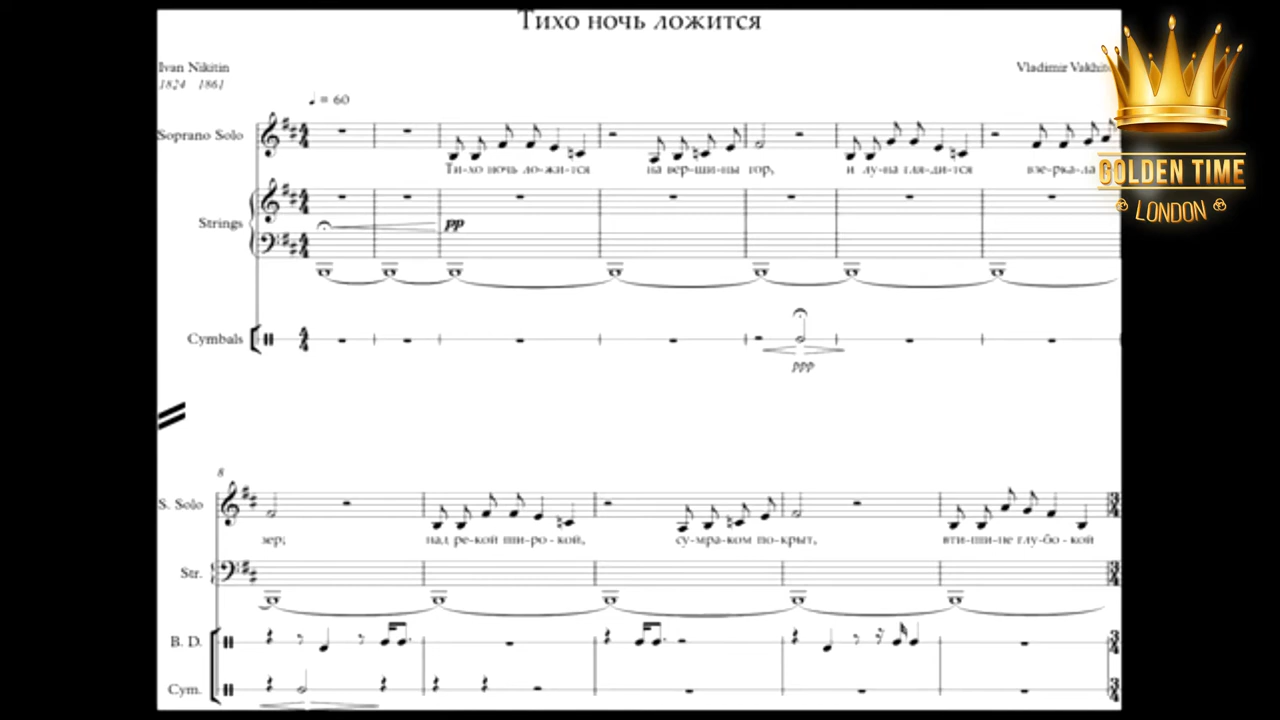 Тихо ночь ложится
Ivan Nikitin
1824 1861
♩ = 60
Soprano Solo
Ти-хо ночь ло-жи-тся на вер-ши-ны гор, и лу-на гля-ди-тся взе-рка-ла
Strings
pp
Cymbals
ppp
GOLDEN TIME
LONDON
8
S. Solo
зер; над ре-кой ши-ро-кой, су-мра-ком по-крыт, вти-ши-не глу-бо-кой
Str.
B. D.
Cym.
Vladimir